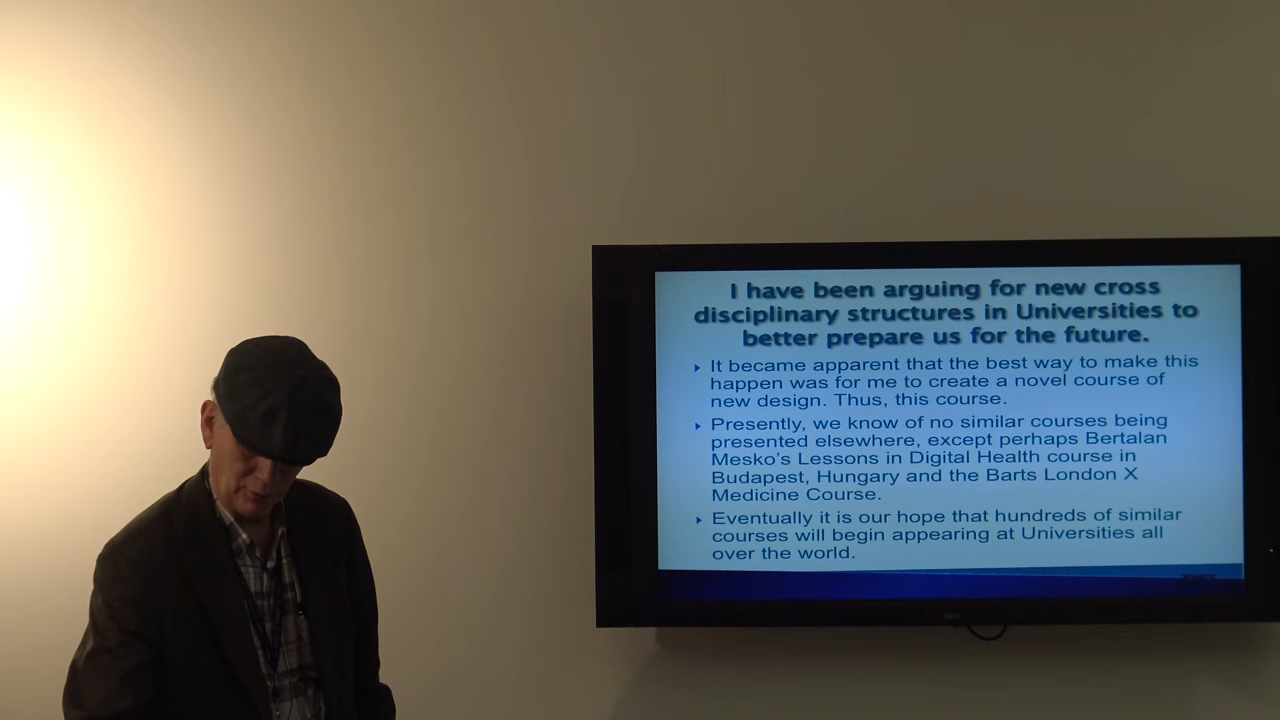 I have been arguing for new cross
disciplinary structures in Universities to
better prepare us for the future.
It became apparent that the best way to make this
happen was for me to create a novel course of
new design. Thus, this course.
Presently, we know of no similar courses being
presented elsewhere, except perhaps Bertalan
Mesko's Lessons in Digital Health course in
Budapest, Hungary and the Barts London X
Medicine Course.
Eventually it is our hope that hundreds of similar
courses will begin appearing at Universities all
over the world.
NEC